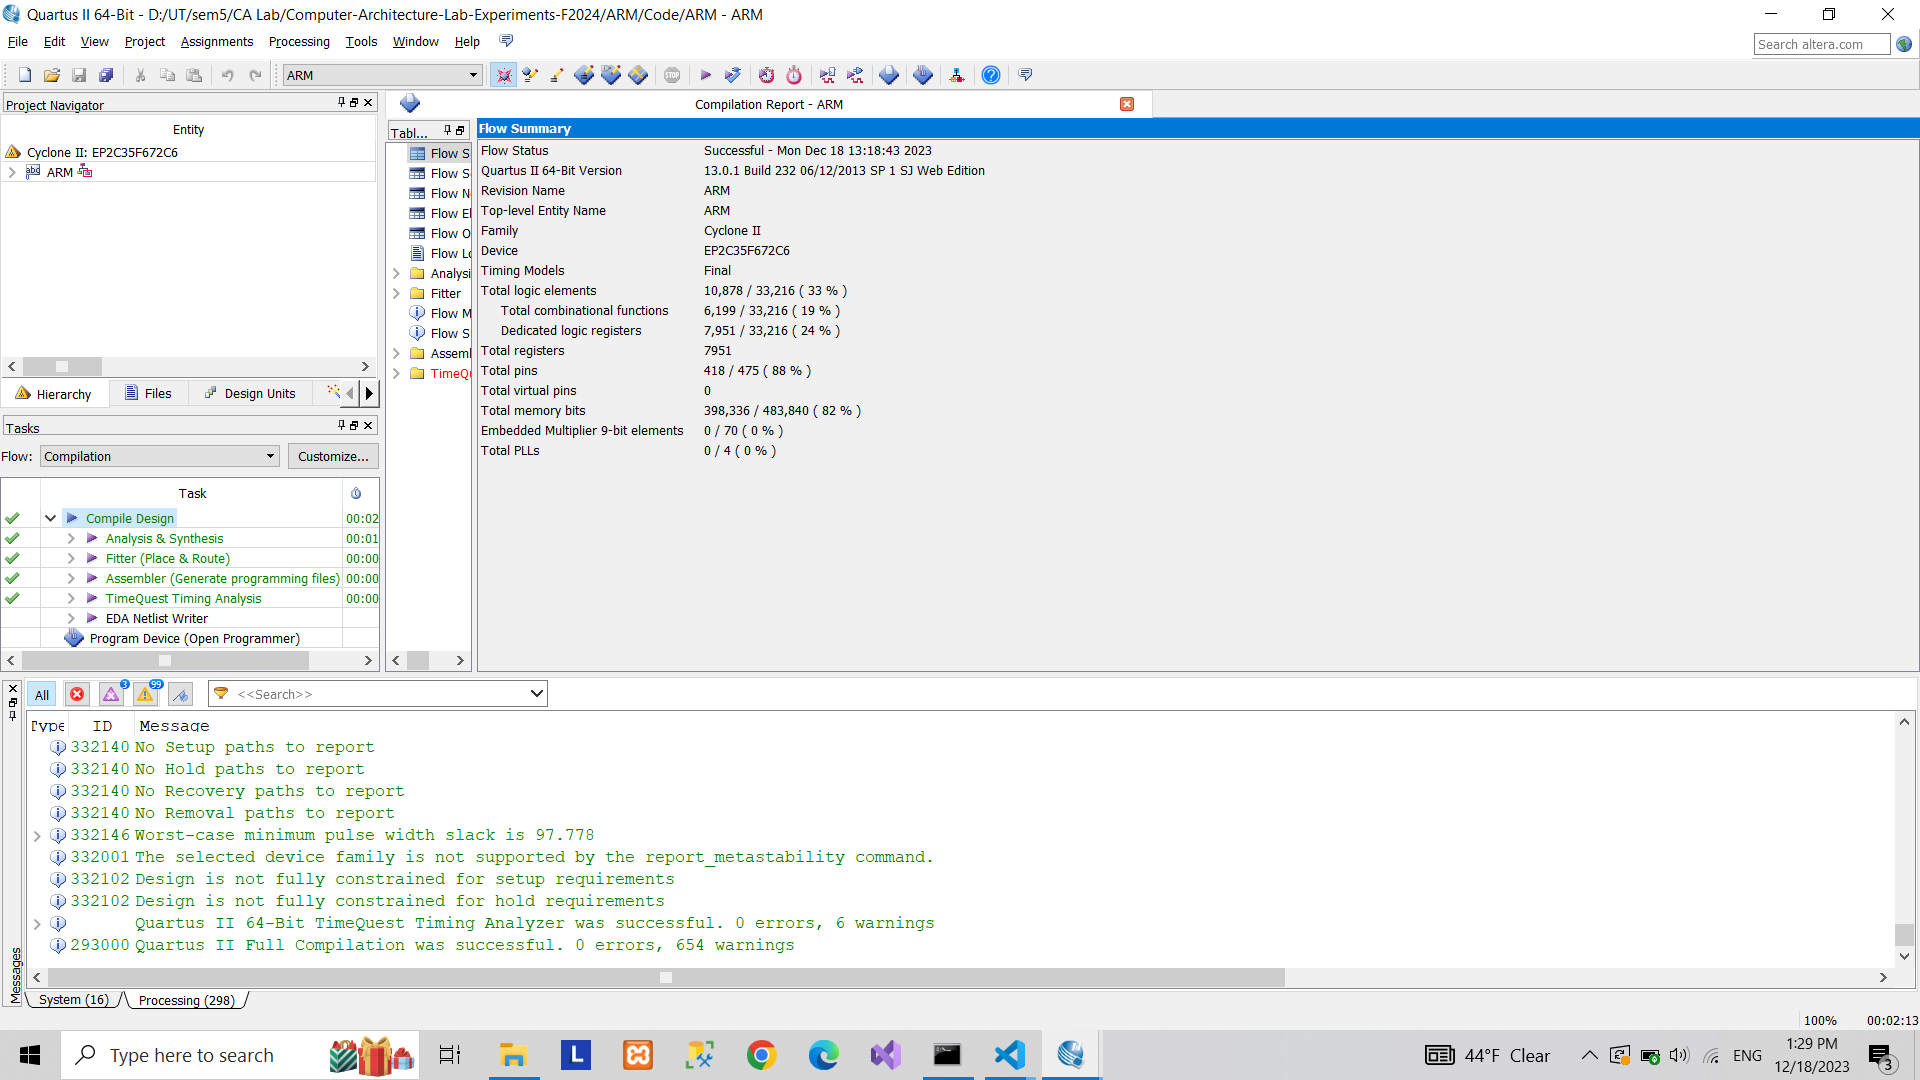 Quartus II 64-Bit - D:/UT/sem5/CA Lab/Computer-Architecture-Lab-Experiments-F2024/ARM/Code/ARM - ARM
File Edit View Project Assignments Processing Tools Window Help
Search altera.com
ARM
STOP
Project Navigator
Entity
Cyclone II: EP2C35F672C6
ARM
Hierarchy Files Design Units
Tasks
Flow: Compilation Customize...
Task
Compile Design 00:02
Analysis & Synthesis 00:01
Fitter (Place & Route) 00:00
Assembler (Generate programming files) 00:00
TimeQuest Timing Analysis 00:00
EDA Netlist Writer
Program Device (Open Programmer)
Compilation Report - ARM
Tabl...
Flow S
Flow S
Flow N
Flow El
Flow O
Flow Lo
Analysi
Fitter
Flow M
Flow S
Assembl
TimeQu
Flow Summary
Flow Status Successful - Mon Dec 18 13:18:43 2023
Quartus II 64-Bit Version 13.0.1 Build 232 06/12/2013 SP 1 SJ Web Edition
Revision Name ARM
Top-level Entity Name ARM
Family Cyclone II
Device EP2C35F672C6
Timing Models Final
Total logic elements 10,878 / 33,216 ( 33 % )
Total combinational functions 6,199 / 33,216 ( 19 % )
Dedicated logic registers 7,951 / 33,216 ( 24 % )
Total registers 7951
Total pins 418 / 475 ( 88 % )
Total virtual pins 0
Total memory bits 398,336 / 483,840 ( 82 % )
Embedded Multiplier 9-bit elements 0 / 70 ( 0 % )
Total PLLs 0 / 4 ( 0 % )
All 3 99 <<Search>>
Type ID Message
332140 No Setup paths to report
332140 No Hold paths to report
332140 No Recovery paths to report
332140 No Removal paths to report
332146 Worst-case minimum pulse width slack is 97.778
332001 The selected device family is not supported by the report_metastability command.
332102 Design is not fully constrained for setup requirements
332102 Design is not fully constrained for hold requirements
Quartus II 64-Bit TimeQuest Timing Analyzer was successful. 0 errors, 6 warnings
293000 Quartus II Full Compilation was successful. 0 errors, 654 warnings
Messages
System (16) Processing (298)
100% 00:02:13
Type here to search
L
44°F Clear
ENG
1:29 PM
12/18/2023
3